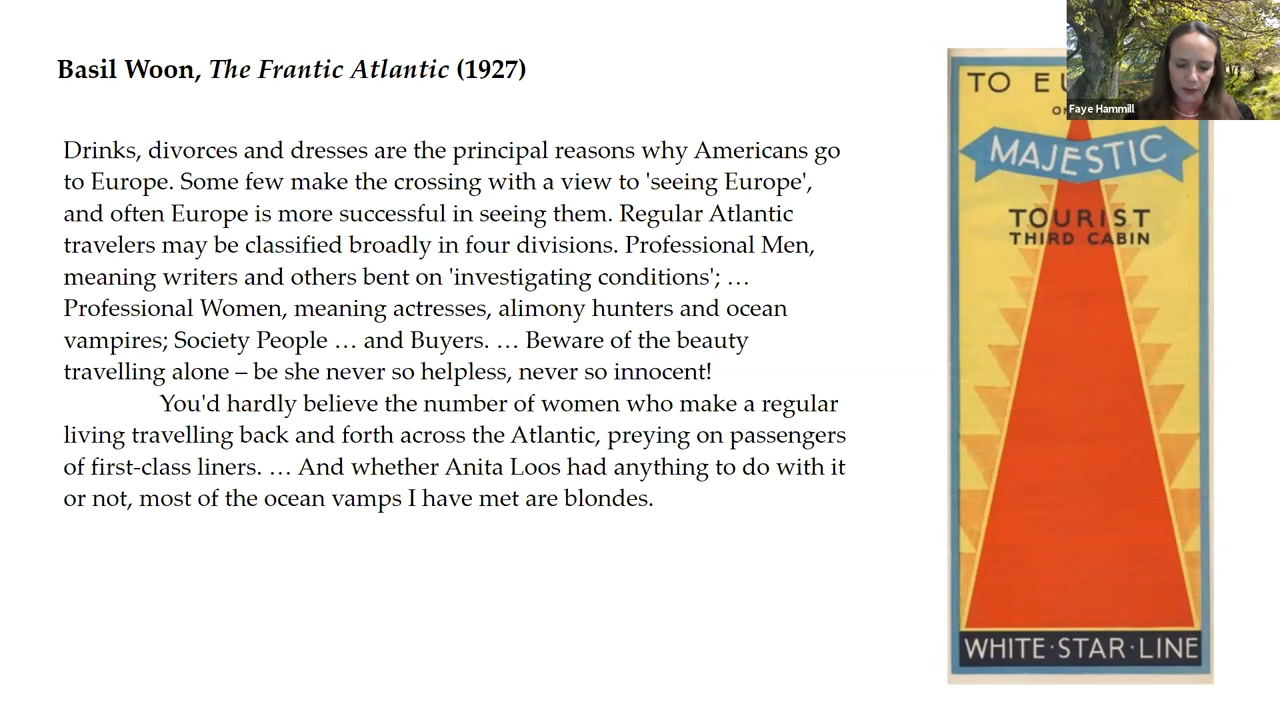 Basil Woon, The Frantic Atlantic (1927)
Drinks, divorces and dresses are the principal reasons why Americans go
to Europe. Some few make the crossing with a view to 'seeing Europe',
and often Europe is more successful in seeing them. Regular Atlantic
travelers may be classified broadly in four divisions. Professional Men,
meaning writers and others bent on 'investigating conditions'; …
Professional Women, meaning actresses, alimony hunters and ocean
vampires; Society People … and Buyers. … Beware of the beauty
travelling alone – be she never so helpless, never so innocent!
You'd hardly believe the number of women who make a regular
living travelling back and forth across the Atlantic, preying on passengers
of first-class liners. … And whether Anita Loos had anything to do with it
or not, most of the ocean vamps I have met are blondes.
TO
MAJESTIC
TOURIST
THIRD CABIN
WHITE·STAR·LINE
Faye Hammill